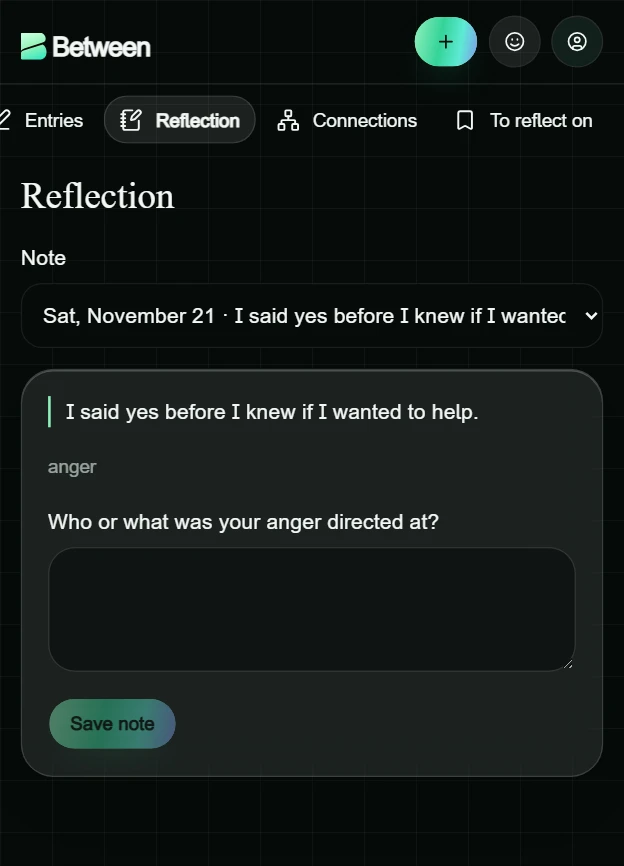 Between
Entries
Reflection
Connections
To reflect on
Reflection
Note
Sat, November 21 · I said yes before I knew if I wanted
I said yes before I knew if I wanted to help.
anger
Who or what was your anger directed at?
Save note